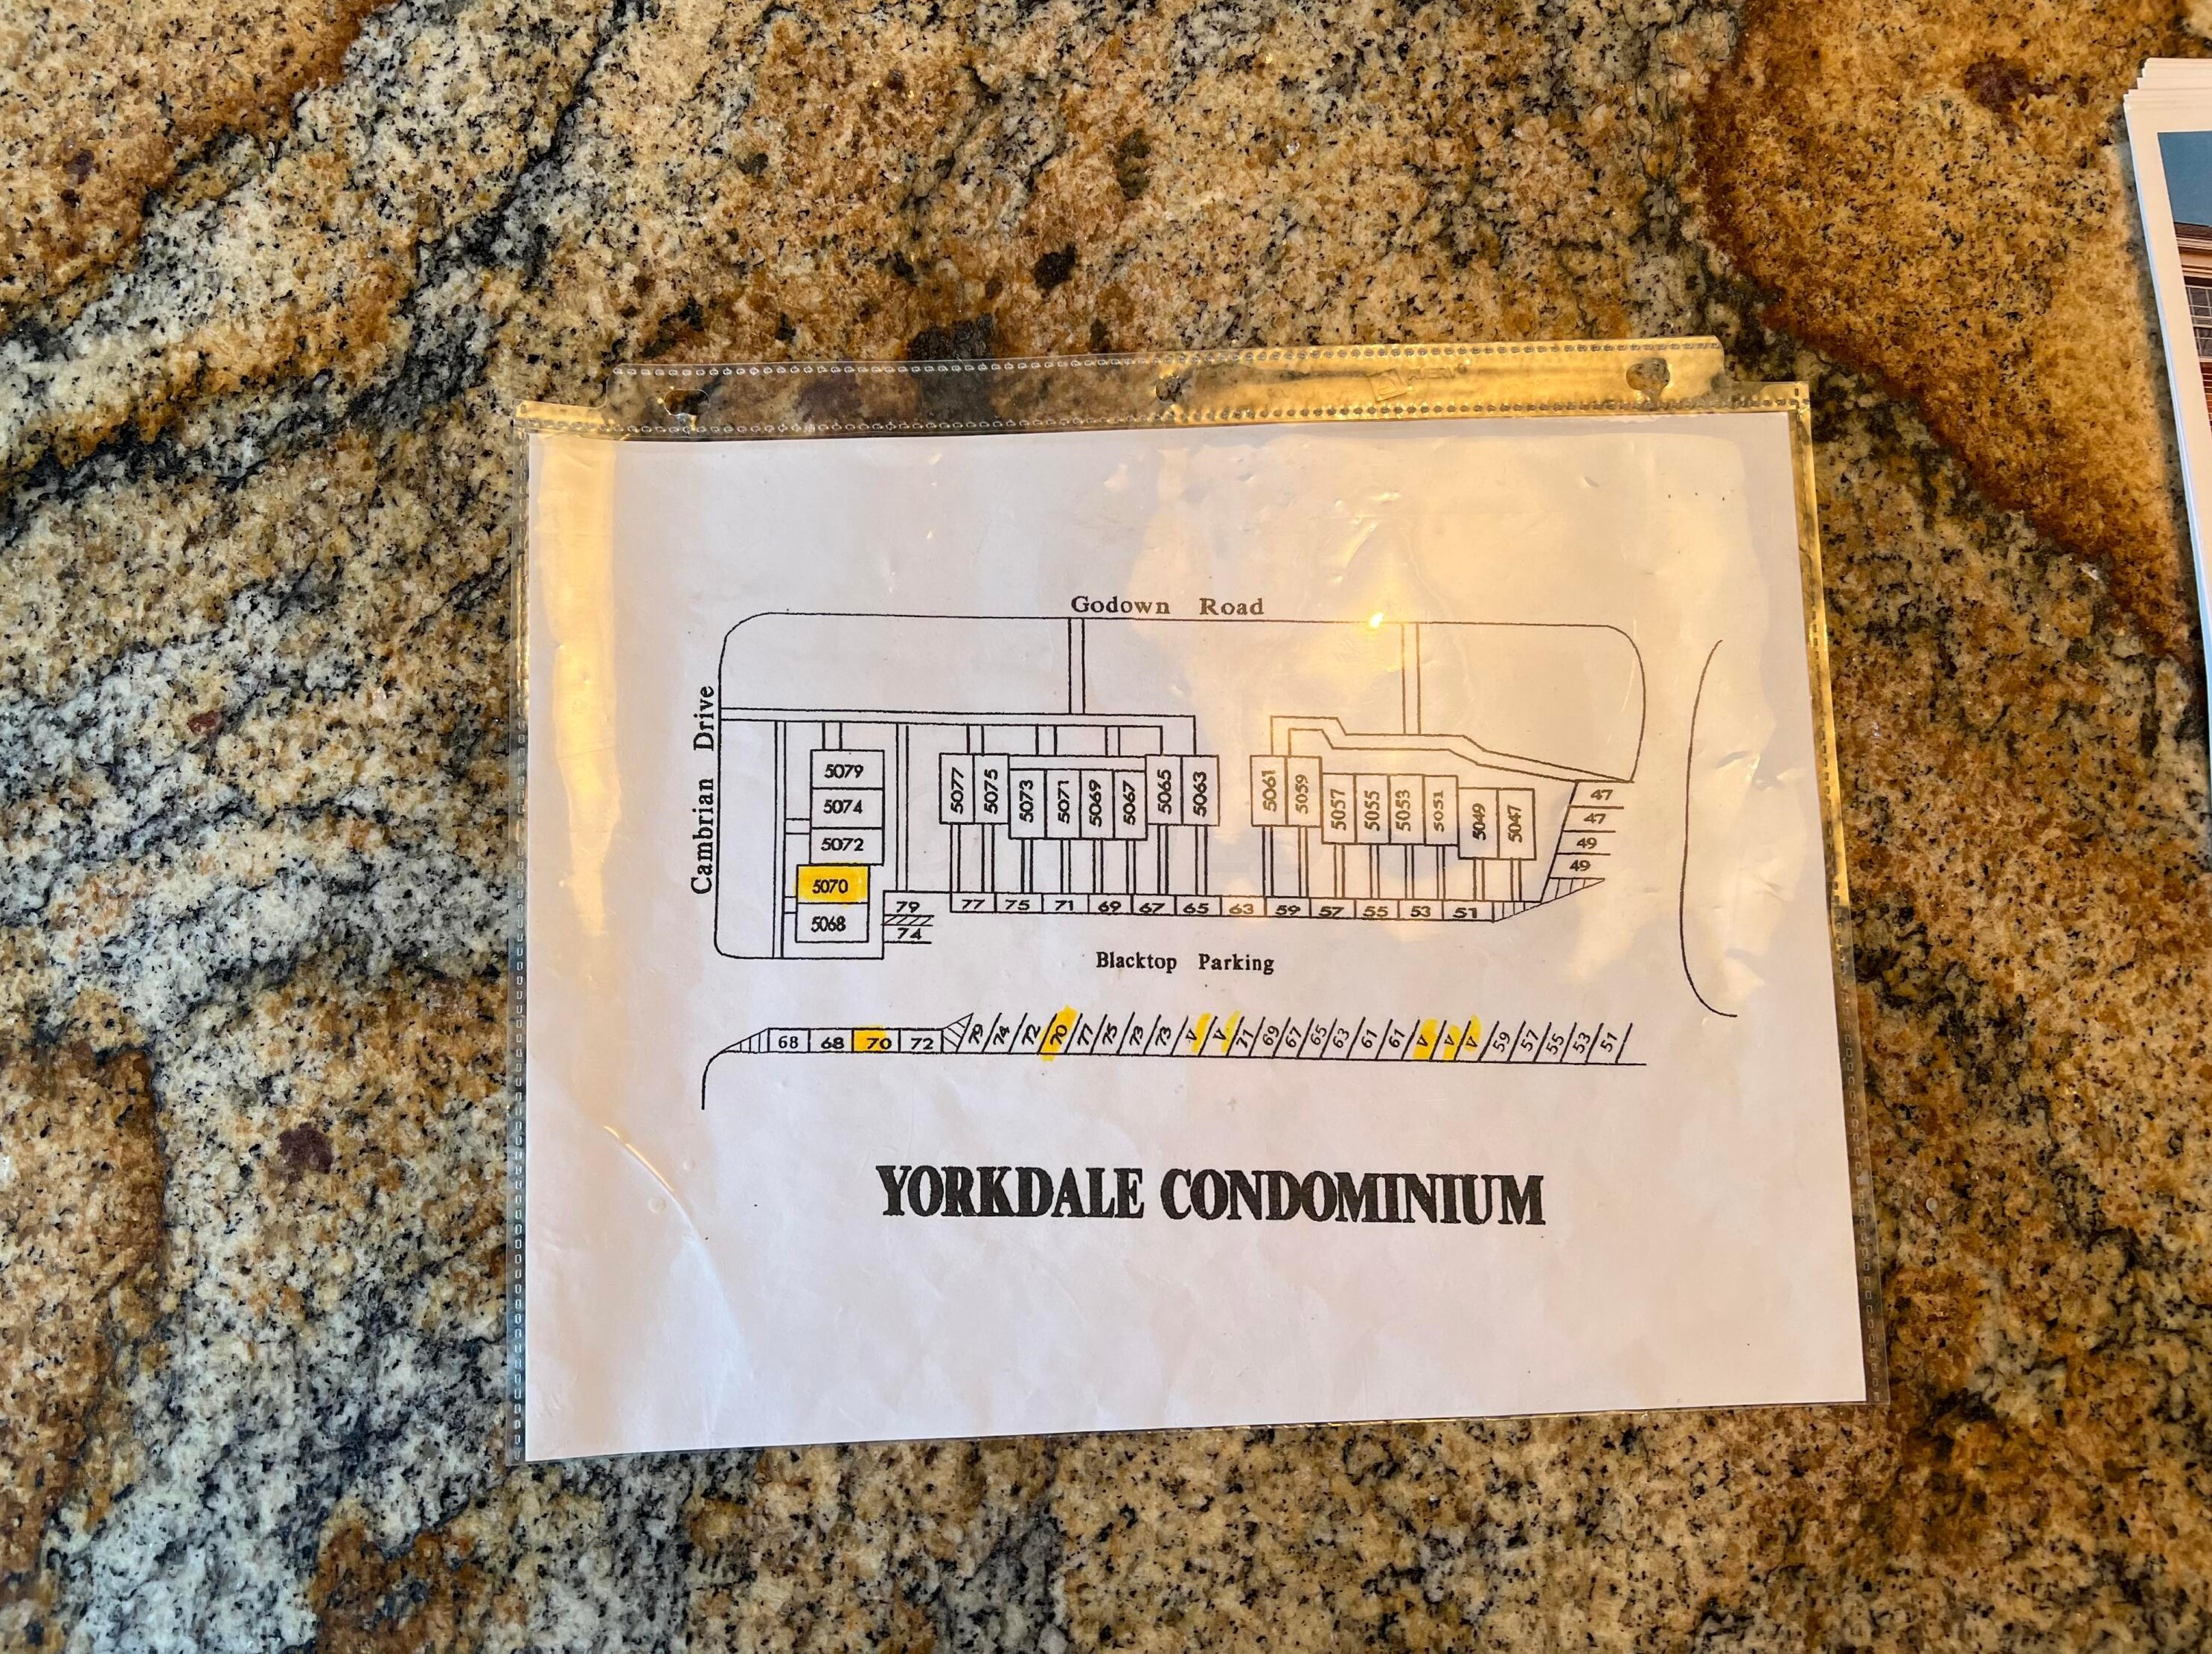 Godown Road
Cambrian Drive
5079
5074
5072
5070
5068
5077 5075 5073 5071 5069 5067 5065 5063
5061 5059 5057 5055 5053 5051 5049 5047
47
47
49
49
79
74
77 75 71 69 67 65 63 59 57 55 53 51
Blacktop Parking
68 68 70 72 79 74 72 70 77 75 73 73 V V 71 69 67 65 63 61 61 V V V 59 57 55 53 51
YORKDALE CONDOMINIUM